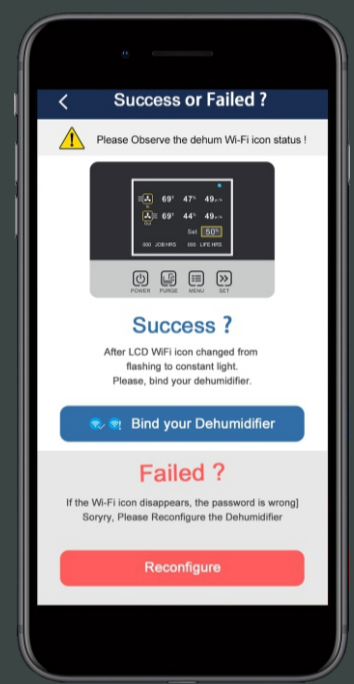 Success or Failed ?
Please Observe the dehum Wi-Fi icon status !
69° 47% 49
69° 44% 49
Set 50%
000 JOB HRS 000 LIFE HRS
POWER PURGE MENU SET
Success ?
After LCD WiFi icon changed from
flashing to constant light.
Please, bind your dehumidifier.
Bind your Dehumidifier
Failed ?
If the Wi-Fi icon disappears, the password is wrong]
Soryry, Please Reconfigure the Dehumidifier
Reconfigure